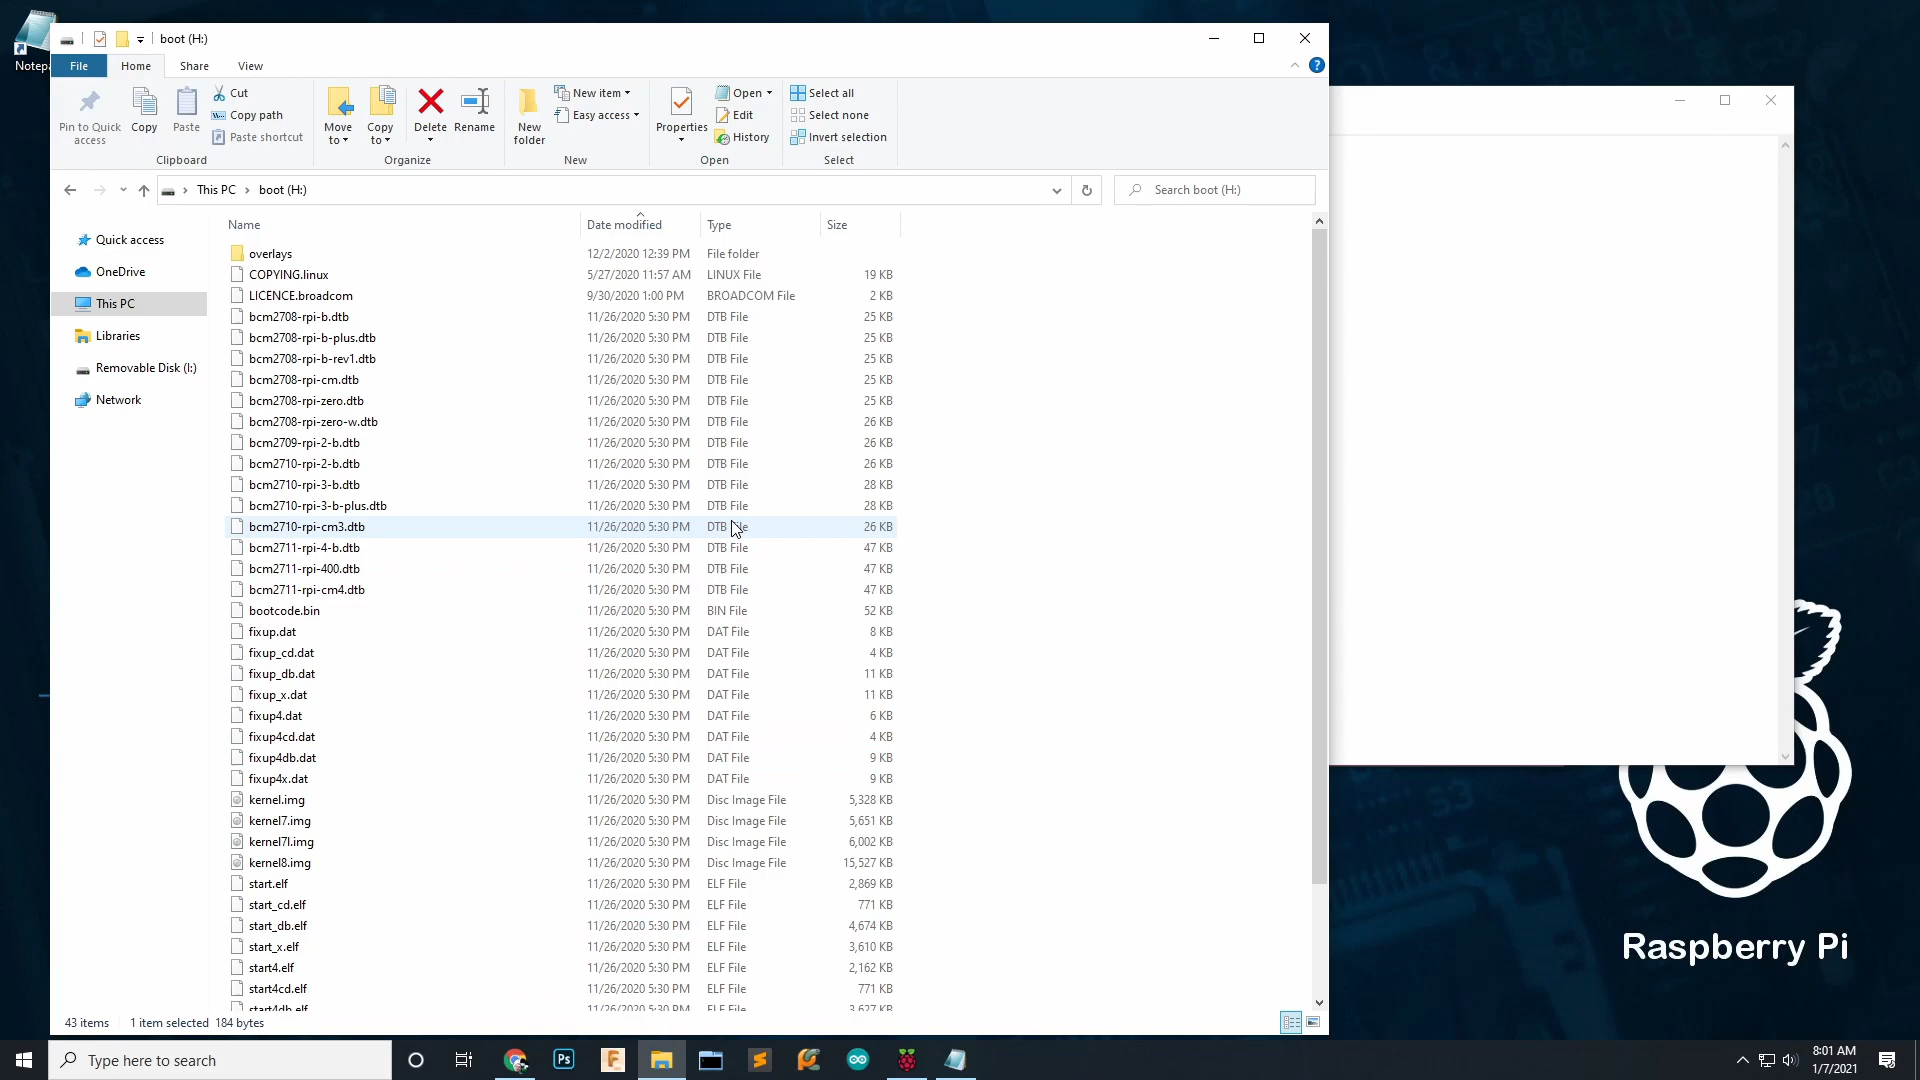 Notepa
boot (H:)
File
Home
Share
View
Pin to Quick access
Copy
Paste
Cut
Copy path
Paste shortcut
Clipboard
Move to
Copy to
Delete
Rename
Organize
New folder
New item
Easy access
New
Properties
Open
Edit
History
Open
Select all
Select none
Invert selection
Select
This PC
boot (H:)
Search boot (H:)
Quick access
OneDrive
This PC
Libraries
Removable Disk (I:)
Network
Name Date modified Type Size
overlays 12/2/2020 12:39 PM File folder
COPYING.linux 5/27/2020 11:57 AM LINUX File 19 KB
LICENCE.broadcom 9/30/2020 1:00 PM BROADCOM File 2 KB
bcm2708-rpi-b.dtb 11/26/2020 5:30 PM DTB File 25 KB
bcm2708-rpi-b-plus.dtb 11/26/2020 5:30 PM DTB File 25 KB
bcm2708-rpi-b-rev1.dtb 11/26/2020 5:30 PM DTB File 25 KB
bcm2708-rpi-cm.dtb 11/26/2020 5:30 PM DTB File 25 KB
bcm2708-rpi-zero.dtb 11/26/2020 5:30 PM DTB File 25 KB
bcm2708-rpi-zero-w.dtb 11/26/2020 5:30 PM DTB File 26 KB
bcm2709-rpi-2-b.dtb 11/26/2020 5:30 PM DTB File 26 KB
bcm2710-rpi-2-b.dtb 11/26/2020 5:30 PM DTB File 26 KB
bcm2710-rpi-3-b.dtb 11/26/2020 5:30 PM DTB File 28 KB
bcm2710-rpi-3-b-plus.dtb 11/26/2020 5:30 PM DTB File 28 KB
bcm2710-rpi-cm3.dtb 11/26/2020 5:30 PM DTB File 26 KB
bcm2711-rpi-4-b.dtb 11/26/2020 5:30 PM DTB File 47 KB
bcm2711-rpi-400.dtb 11/26/2020 5:30 PM DTB File 47 KB
bcm2711-rpi-cm4.dtb 11/26/2020 5:30 PM DTB File 47 KB
bootcode.bin 11/26/2020 5:30 PM BIN File 52 KB
fixup.dat 11/26/2020 5:30 PM DAT File 8 KB
fixup_cd.dat 11/26/2020 5:30 PM DAT File 4 KB
fixup_db.dat 11/26/2020 5:30 PM DAT File 11 KB
fixup_x.dat 11/26/2020 5:30 PM DAT File 11 KB
fixup4.dat 11/26/2020 5:30 PM DAT File 6 KB
fixup4cd.dat 11/26/2020 5:30 PM DAT File 4 KB
fixup4db.dat 11/26/2020 5:30 PM DAT File 9 KB
fixup4x.dat 11/26/2020 5:30 PM DAT File 9 KB
kernel.img 11/26/2020 5:30 PM Disc Image File 5,328 KB
kernel7.img 11/26/2020 5:30 PM Disc Image File 5,651 KB
kernel7l.img 11/26/2020 5:30 PM Disc Image File 6,002 KB
kernel8.img 11/26/2020 5:30 PM Disc Image File 15,527 KB
start.elf 11/26/2020 5:30 PM ELF File 2,869 KB
start_cd.elf 11/26/2020 5:30 PM ELF File 771 KB
start_db.elf 11/26/2020 5:30 PM ELF File 4,674 KB
start_x.elf 11/26/2020 5:30 PM ELF File 3,610 KB
start4.elf 11/26/2020 5:30 PM ELF File 2,162 KB
start4cd.elf 11/26/2020 5:30 PM ELF File 771 KB
start4db.elf 11/26/2020 5:30 PM ELF File 3,627 KB
43 items 1 item selected 184 bytes
Raspberry Pi
Type here to search
Ps
8:01 AM
1/7/2021